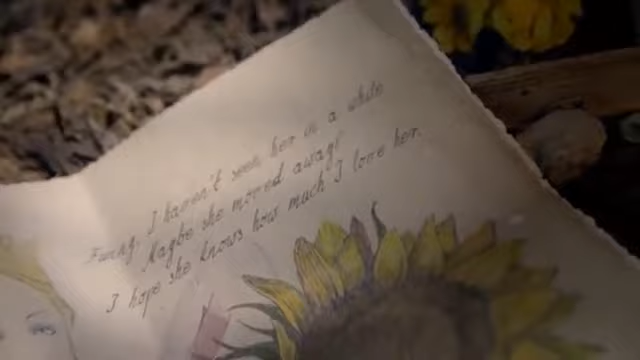 Funny, I haven't seen her in a while
Maybe she moved away?
I hope she knows how much I love her.